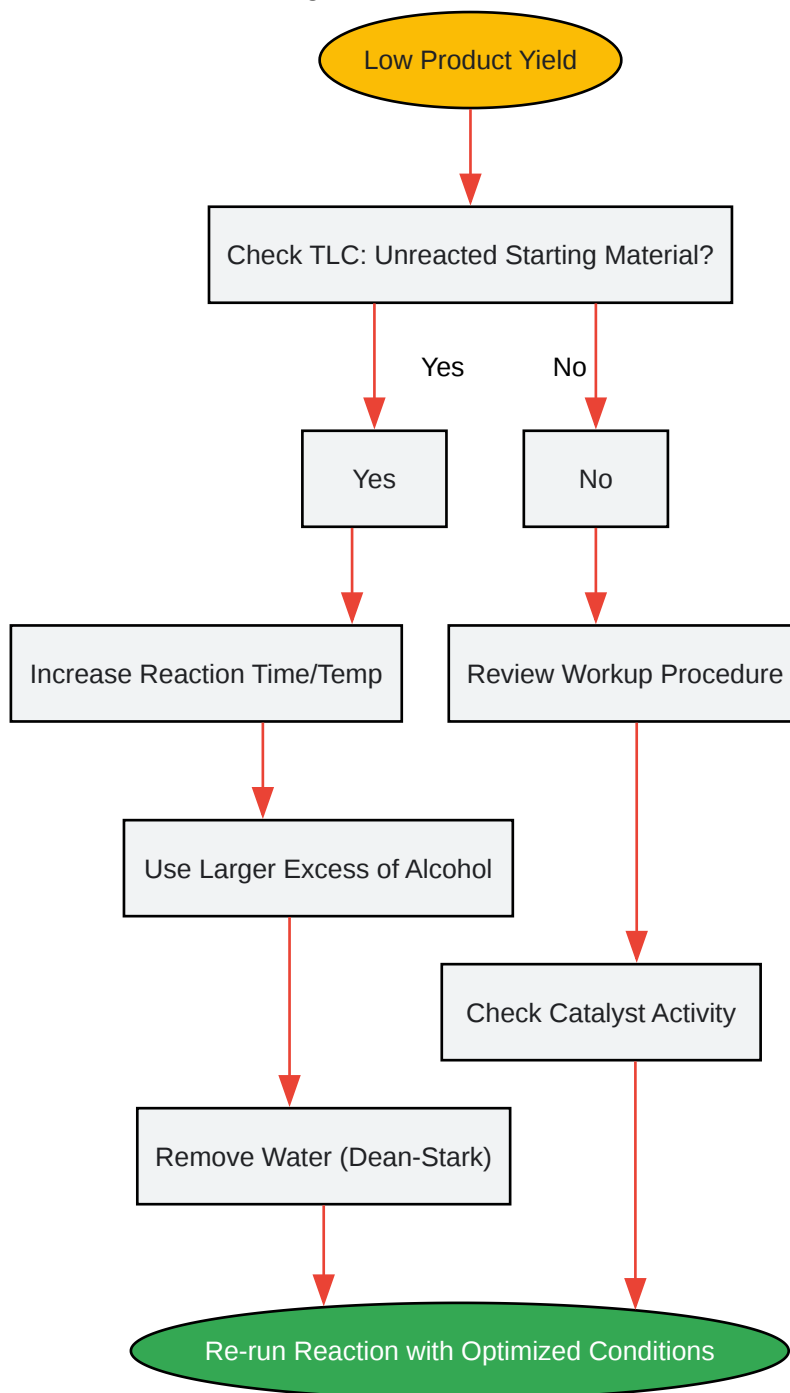 Low Product Yield
Check TLC: Unreacted Starting Material?
Yes
No
Yes
No
Increase Reaction Time/Temp
Review Workup Procedure
Use Larger Excess of Alcohol
Check Catalyst Activity
Remove Water (Dean-Stark)
Re-run Reaction with Optimized Conditions